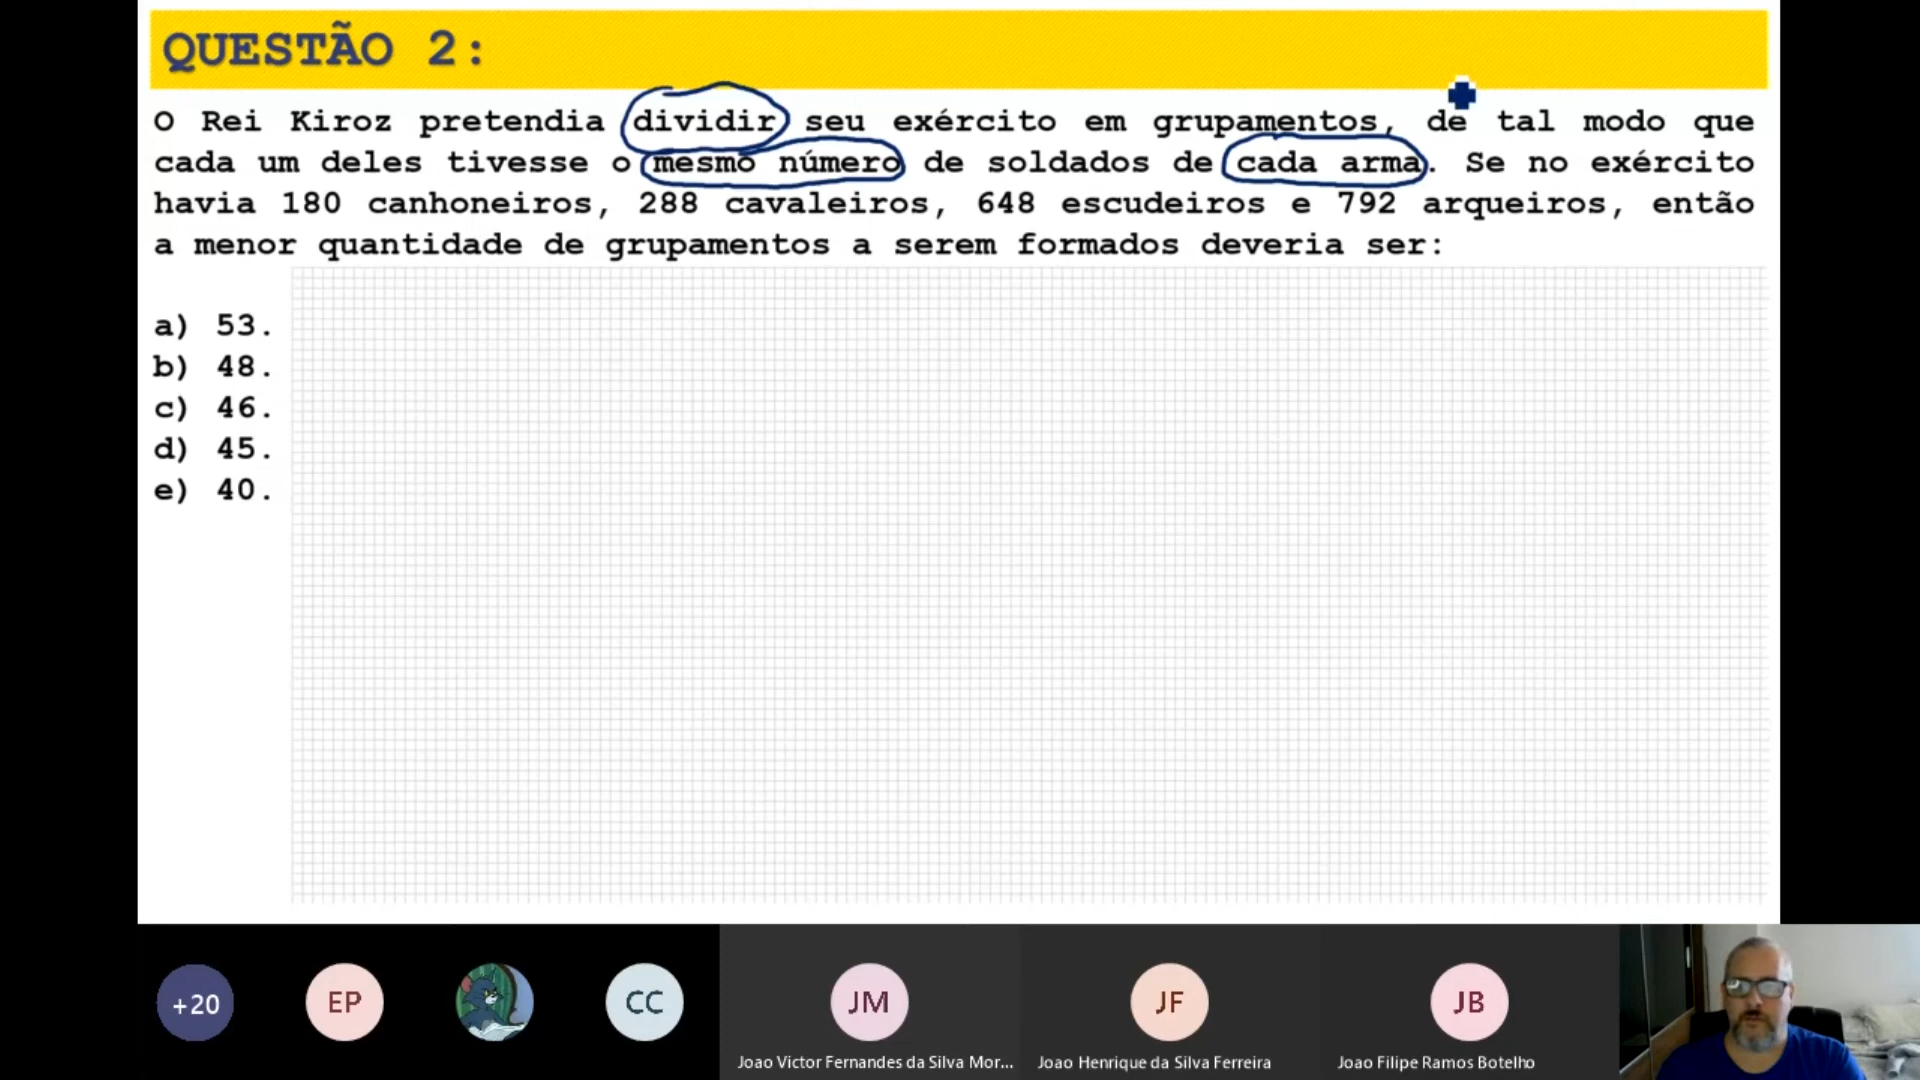 QUESTÃO 2:
O Rei Kiroz pretendia dividir seu exército em grupamentos, de tal modo que
cada um deles tivesse o mesmo número de soldados de cada arma. Se no exército
havia 180 canhoneiros, 288 cavaleiros, 648 escudeiros e 792 arqueiros, então
a menor quantidade de grupamentos a serem formados deveria ser:
a) 53.
b) 48.
c) 46.
d) 45.
e) 40.
+20
EP
CC
JM
JF
JB
Joao Victor Fernandes da Silva Mor...
Joao Henrique da Silva Ferreira
Joao Filipe Ramos Botelho